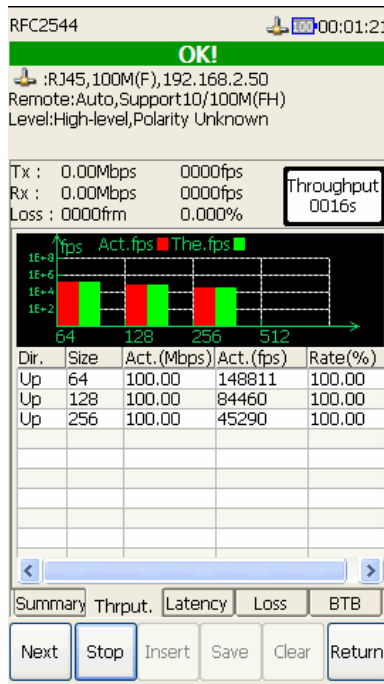 RFC2544 100 00:01:21
OK!
:RJ45,100M(F),192.168.2.50
Remote:Auto,Support10/100M(FH)
Level:High-level,Polarity Unknown
Tx : 0.00Mbps 0000fps
Rx : 0.00Mbps 0000fps
Loss : 0000frm 0.000%
Throughput
0016s
fps Act.fps The.fps
1E+8
1E+6
1E+4
1E+2
64 128 256 512
Dir. Size Act.(Mbps) Act.(fps) Rate(%)
Up 64 100.00 148811 100.00
Up 128 100.00 84460 100.00
Up 256 100.00 45290 100.00
Summary Thrput. Latency Loss BTB
Next Stop Insert Save Clear Return